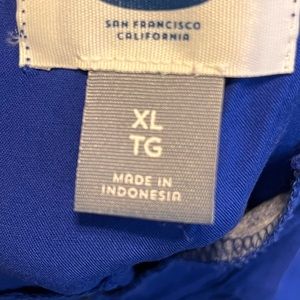 SAN FRANCISCO
CALIFORNIA
XL
TG
MADE IN
INDONESIA